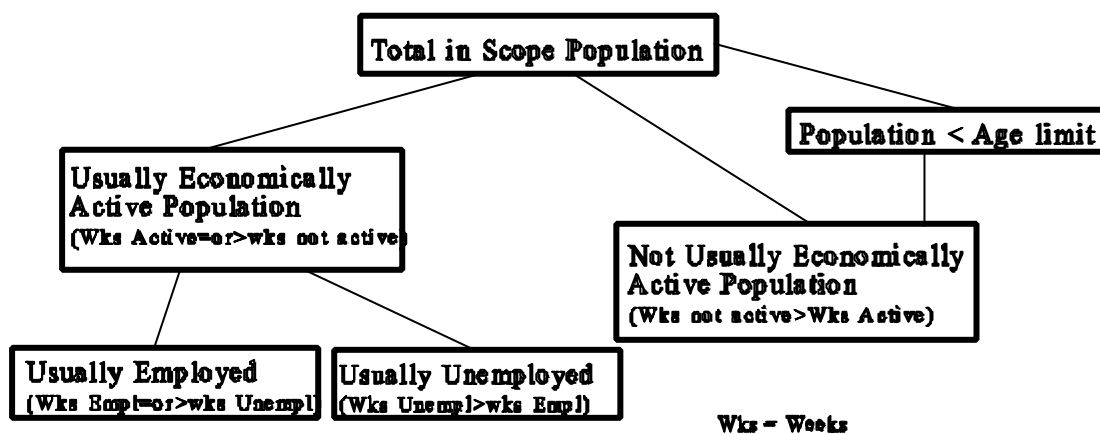 Total in Scope Population
Population < Age limit
Usually Economically
Active Population
(Wks Active=or>wks not active)
Not Usually Economically
Active Population
(Wks not active>Wks Active)
Usually Employed
(Wks Empl=or>wks Unempl)
Usually Unemployed
(Wks Unempl>wks Empl)
Wks = Weeks